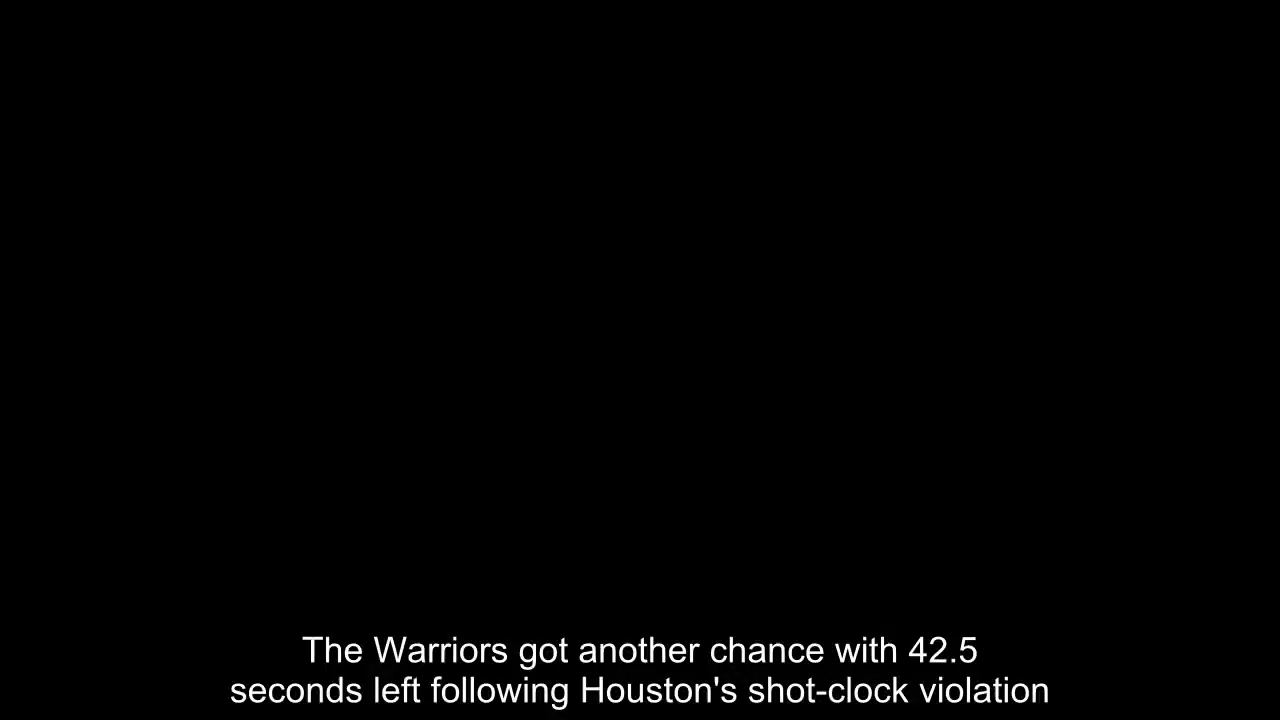 The Warriors got another chance with 42.5
seconds left following Houston's shot-clock violation